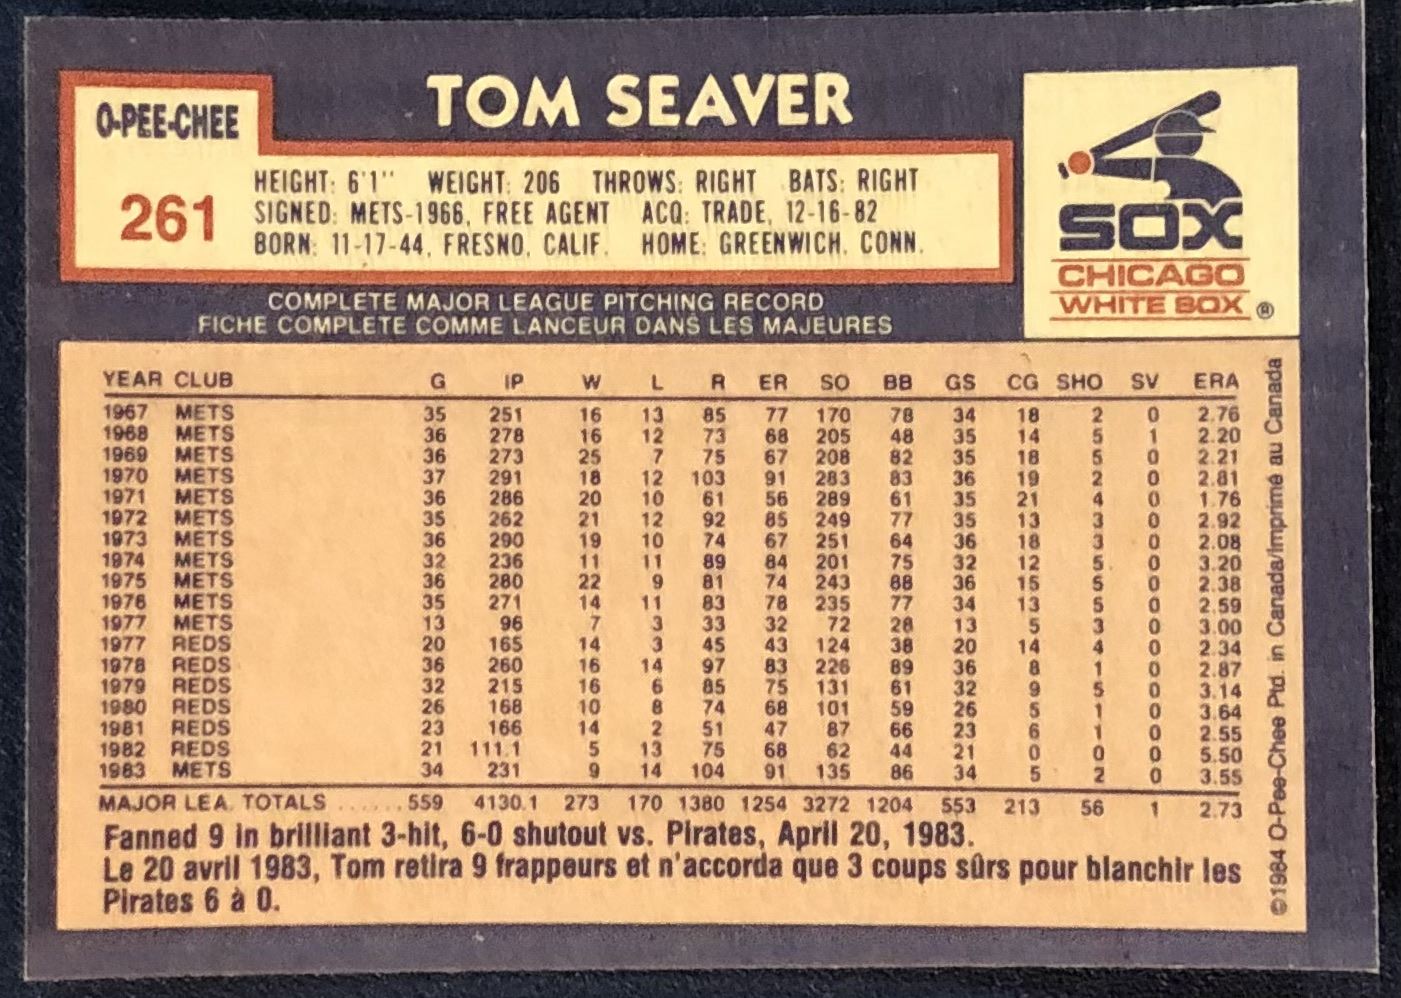 O-PEE-CHEE
261
TOM SEAVER
HEIGHT: 6'1" WEIGHT: 206 THROWS: RIGHT BATS: RIGHT
SIGNED: METS-1966, FREE AGENT ACQ: TRADE, 12-16-82
BORN: 11-17-44, FRESNO, CALIF. HOME: GREENWICH, CONN.
SOX
CHICAGO
WHITE SOX ®
COMPLETE MAJOR LEAGUE PITCHING RECORD
FICHE COMPLETE COMME LANCEUR DANS LES MAJEURES
YEAR CLUB G IP W L R ER SO BB GS CG SHO SV ERA
1967 METS 35 251 16 13 85 77 170 78 34 18 2 0 2.76
1968 METS 36 278 16 12 73 68 205 48 35 14 5 1 2.20
1969 METS 36 273 25 7 75 67 208 82 35 18 5 0 2.21
1970 METS 37 291 18 12 103 91 283 83 36 19 2 0 2.81
1971 METS 36 286 20 10 61 56 289 61 35 21 4 0 1.76
1972 METS 35 262 21 12 92 85 249 77 35 13 3 0 2.92
1973 METS 36 290 19 10 74 67 251 64 36 18 3 0 2.08
1974 METS 32 236 11 11 89 84 201 75 32 12 5 0 3.20
1975 METS 36 280 22 9 81 74 243 88 36 15 5 0 2.38
1976 METS 35 271 14 11 83 78 235 77 34 13 5 0 2.59
1977 METS 13 96 7 3 33 32 72 28 13 5 3 0 3.00
1977 REDS 20 165 14 3 45 43 124 38 20 14 4 0 2.34
1978 REDS 36 260 16 14 97 83 226 89 36 8 1 0 2.87
1979 REDS 32 215 16 6 85 75 131 61 32 9 5 0 3.14
1980 REDS 26 168 10 8 74 68 101 59 26 5 1 0 3.64
1981 REDS 23 166 14 2 51 47 87 66 23 6 1 0 2.55
1982 REDS 21 111.1 5 13 75 68 62 44 21 0 0 0 5.50
1983 METS 34 231 9 14 104 91 135 86 34 5 2 0 3.55
MAJOR LEA. TOTALS ...... 559 4130.1 273 170 1380 1254 3272 1204 553 213 56 1 2.73
Fanned 9 in brilliant 3-hit, 6-0 shutout vs. Pirates, April 20, 1983.
Le 20 avril 1983, Tom retira 9 frappeurs et n'accorda que 3 coups sûrs pour blanchir les
Pirates 6 à 0.
©1984 O-Pee-Chee Ptd. in Canada/Imprimé au Canada